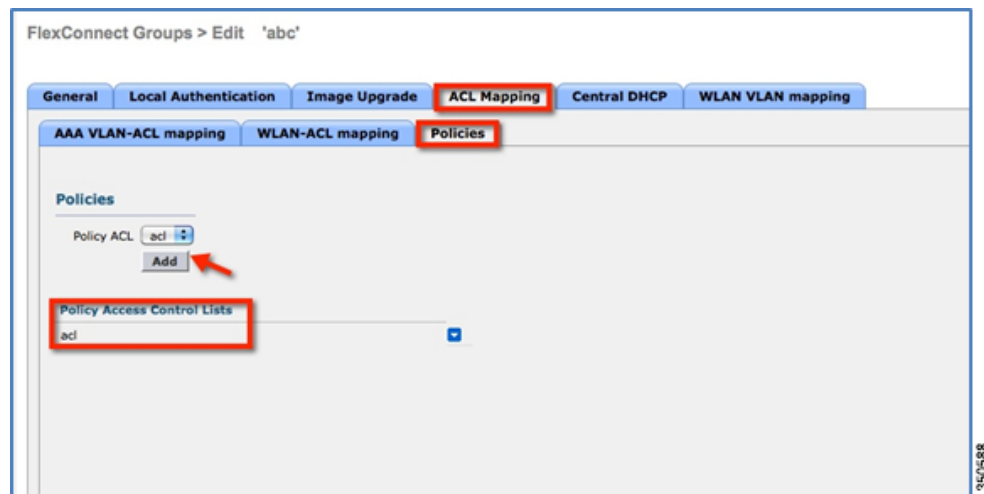 FlexConnect Groups > Edit 'abc'
General Local Authentication Image Upgrade ACL Mapping Central DHCP WLAN VLAN mapping
AAA VLAN-ACL mapping WLAN-ACL mapping Policies
Policies
Policy ACL acl
Add
Policy Access Control Lists
acl
350588